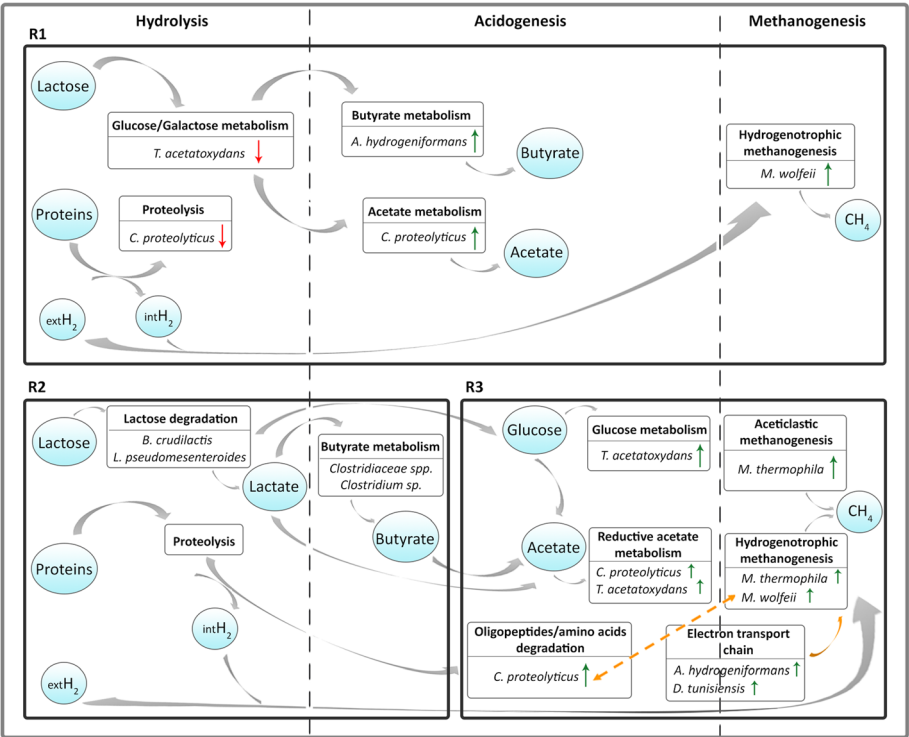 Hydrolysis
Acidogenesis
Methanogenesis
R1
Lactose
Glucose/Galactose metabolism
T. acetatoxydans
Butyrate metabolism
A. hydrogeniformans
Butyrate
Hydrogenotrophic
methanogenesis
M. wolfeii
CH4
Proteins
Proteolysis
C. proteolyticus
Acetate metabolism
C. proteolyticus
Acetate
extH2
intH2
R2
Lactose
Lactose degradation
B. crudilactis
L. pseudomesenteroides
Lactate
Butyrate metabolism
Clostridiaceae spp.
Clostridium sp.
Butyrate
Proteins
Proteolysis
intH2
extH2
R3
Glucose
Glucose metabolism
T. acetatoxydans
Aceticlastic
methanogenesis
M. thermophila
CH4
Acetate
Reductive acetate
metabolism
C. proteolyticus
T. acetatoxydans
Hydrogenotrophic
methanogenesis
M. thermophila
M. wolfeii
Oligopeptides/amino acids
degradation
C. proteolyticus
Electron transport
chain
A. hydrogeniformans
D. tunisiensis